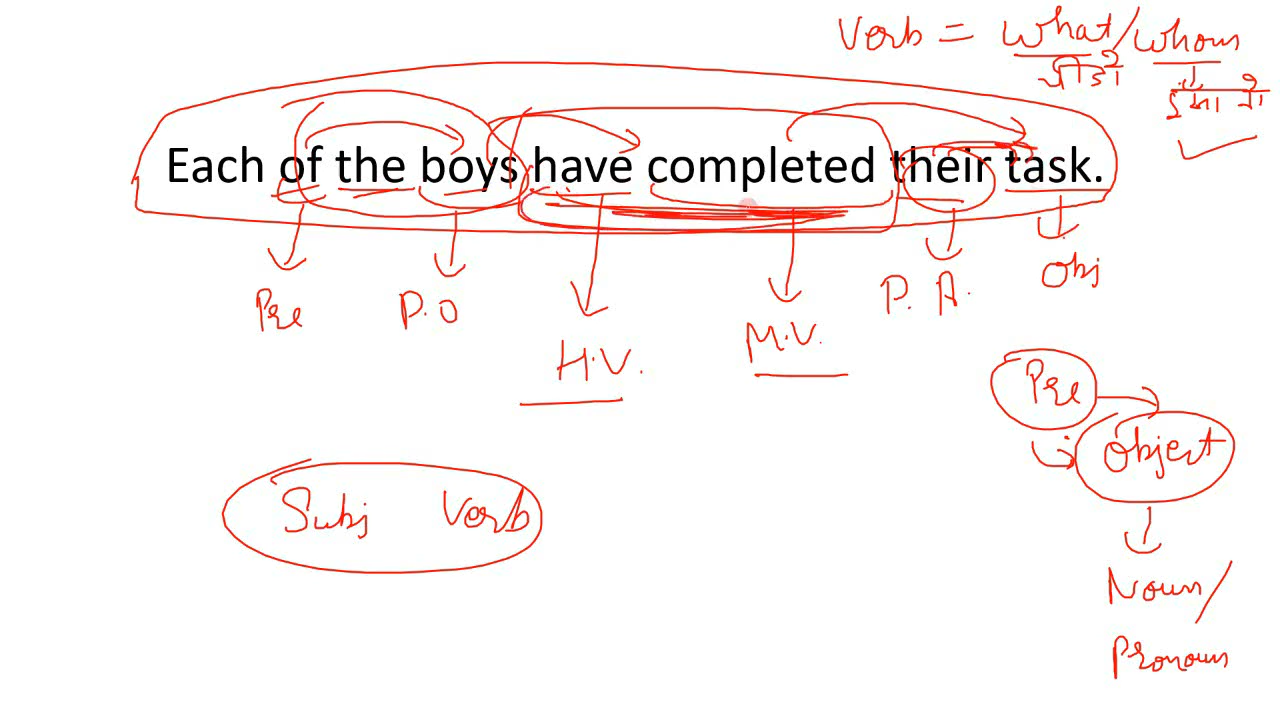 Verb = what/whom
Each of the boys have completed their task.
Pre
P.O
H.V.
M.V.
P. A.
Obj
Pre
Object
Noun/
Pronoun
Subj Verb